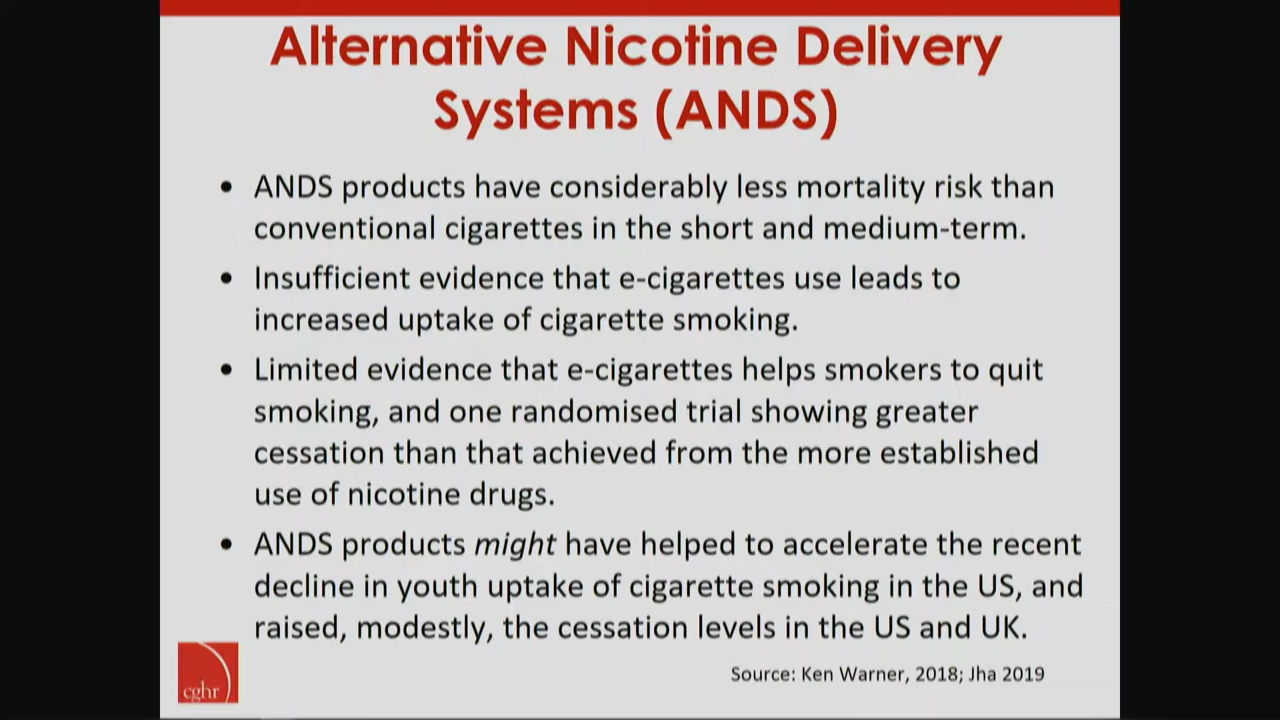 Alternative Nicotine Delivery
Systems (ANDS)
• ANDS products have considerably less mortality risk than
conventional cigarettes in the short and medium-term.
• Insufficient evidence that e-cigarettes use leads to
increased uptake of cigarette smoking.
• Limited evidence that e-cigarettes helps smokers to quit
smoking, and one randomised trial showing greater
cessation than that achieved from the more established
use of nicotine drugs.
• ANDS products might have helped to accelerate the recent
decline in youth uptake of cigarette smoking in the US, and
raised, modestly, the cessation levels in the US and UK.
cghr
Source: Ken Warner, 2018; Jha 2019